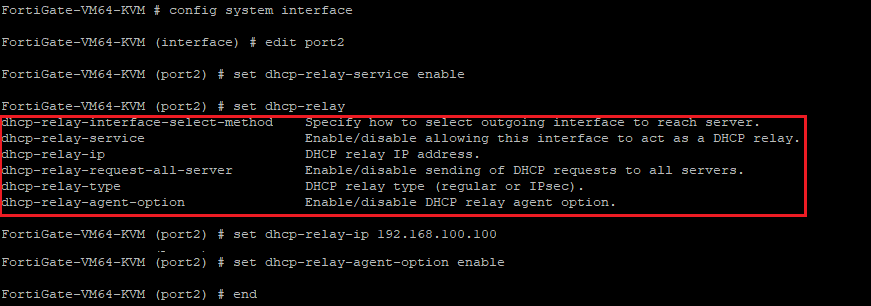 FortiGate-VM64-KVM # config system interface
FortiGate-VM64-KVM (interface) # edit port2
FortiGate-VM64-KVM (port2) # set dhcp-relay-service enable
FortiGate-VM64-KVM (port2) # set dhcp-relay
dhcp-relay-interface-select-method    Specify how to select outgoing interface to reach server.
dhcp-relay-service                    Enable/disable allowing this interface to act as a DHCP relay.
dhcp-relay-ip                         DHCP relay IP address.
dhcp-relay-request-all-server         Enable/disable sending of DHCP requests to all servers.
dhcp-relay-type                       DHCP relay type (regular or IPsec).
dhcp-relay-agent-option               Enable/disable DHCP relay agent option.
FortiGate-VM64-KVM (port2) # set dhcp-relay-ip 192.168.100.100
FortiGate-VM64-KVM (port2) # set dhcp-relay-agent-option enable
FortiGate-VM64-KVM (port2) # end